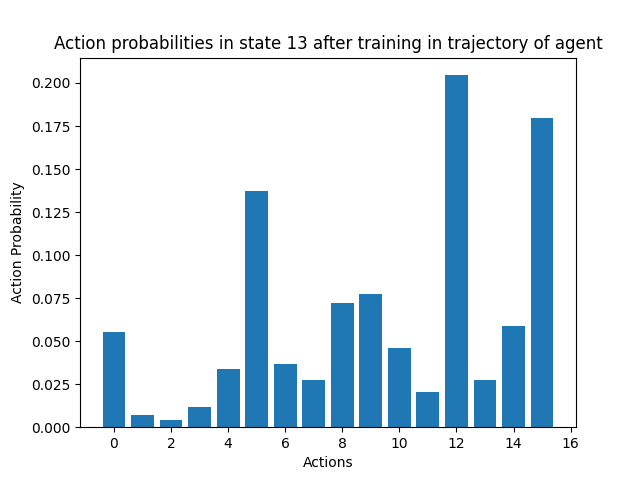 Action probabilities in state 13 after training in trajectory of agent
0.200
0.175
0.150
0.125
0.100
0.075
0.050
0.025
0.000
Action Probability
0 2 4 6 8 10 12 14 16
Actions